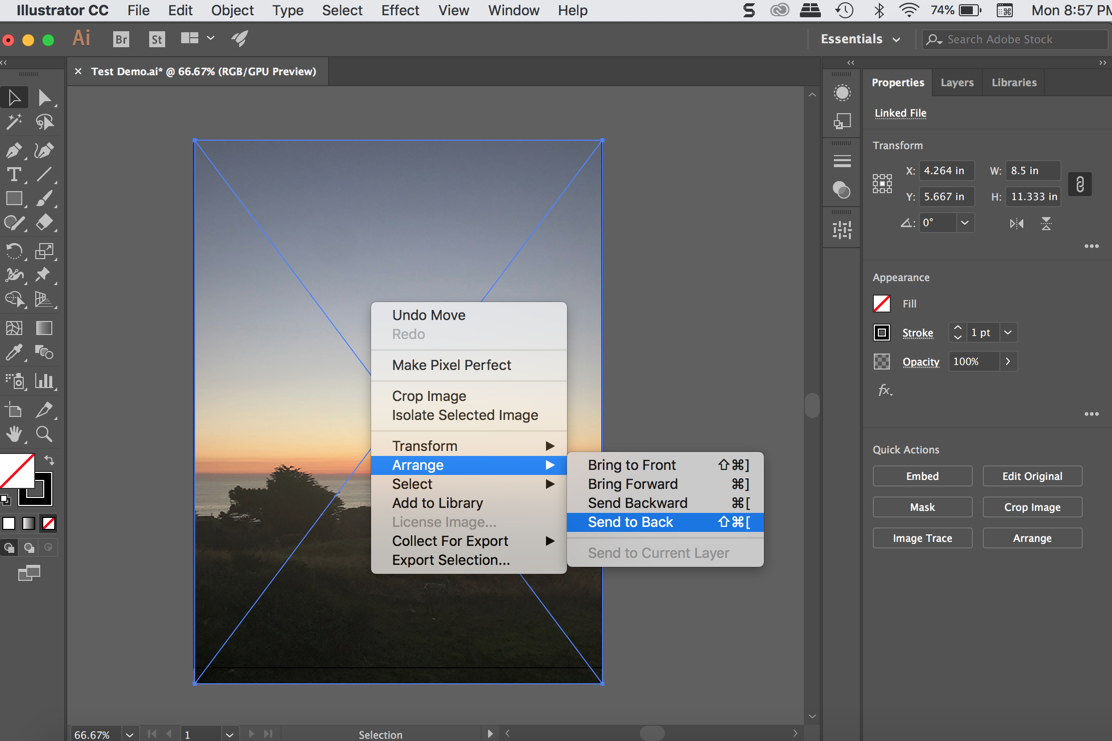 Illustrator CC File Edit Object Type Select Effect View Window Help 74% Mon 8:57 PM
Ai Br St Essentials Search Adobe Stock
× Test Demo.ai* @ 66.67% (RGB/GPU Preview)
Properties Layers Libraries
Linked File
Transform
X: 4.264 in W: 8.5 in
Y: 5.667 in H: 11.333 in
0°
Appearance
Fill
Stroke 1 pt
Opacity 100%
fx.
Quick Actions
Embed Edit Original
Mask Crop Image
Image Trace Arrange
Undo Move
Redo
Make Pixel Perfect
Crop Image
Isolate Selected Image
Transform
Arrange
Select
Add to Library
License Image...
Collect For Export
Export Selection...
Bring to Front ⇧⌘]
Bring Forward ⌘]
Send Backward ⌘[
Send to Back ⇧⌘[
Send to Current Layer
66.67% 1 Selection